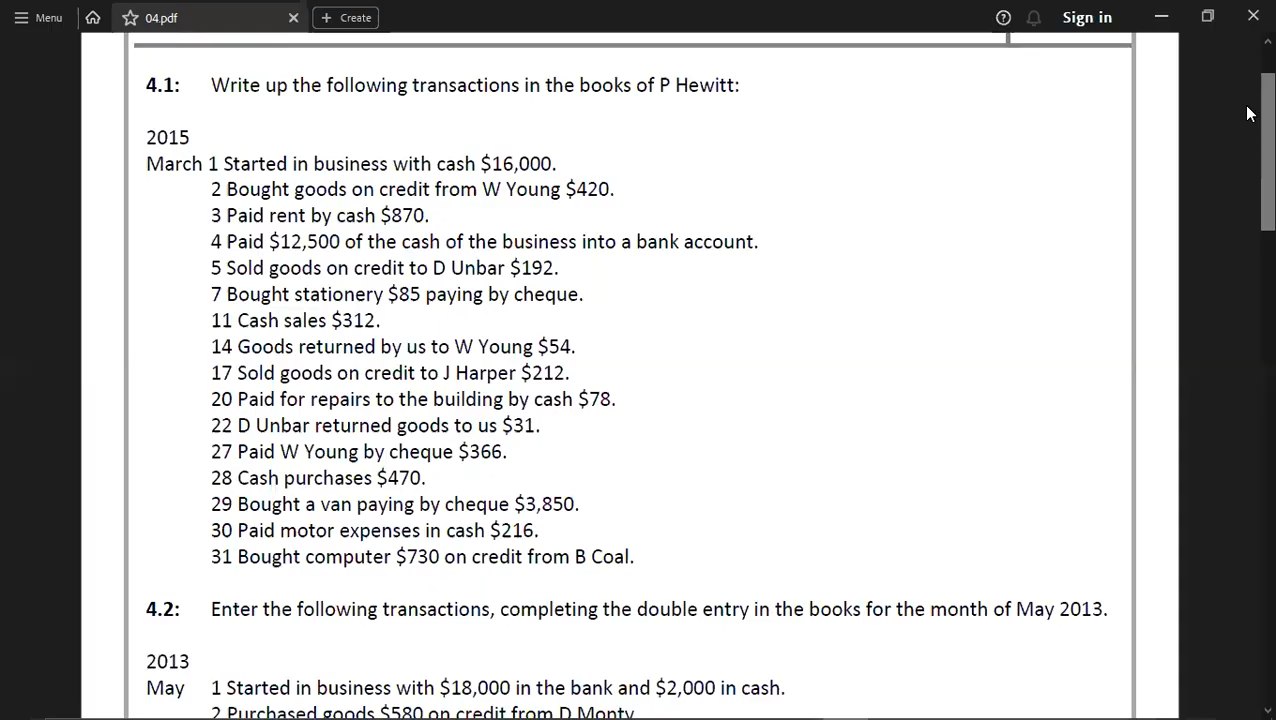 Menu
04.pdf
Create
Sign in
4.1: Write up the following transactions in the books of P Hewitt:
2015
March 1 Started in business with cash $16,000.
2 Bought goods on credit from W Young $420.
3 Paid rent by cash $870.
4 Paid $12,500 of the cash of the business into a bank account.
5 Sold goods on credit to D Unbar $192.
7 Bought stationery $85 paying by cheque.
11 Cash sales $312.
14 Goods returned by us to W Young $54.
17 Sold goods on credit to J Harper $212.
20 Paid for repairs to the building by cash $78.
22 D Unbar returned goods to us $31.
27 Paid W Young by cheque $366.
28 Cash purchases $470.
29 Bought a van paying by cheque $3,850.
30 Paid motor expenses in cash $216.
31 Bought computer $730 on credit from B Coal.
4.2: Enter the following transactions, completing the double entry in the books for the month of May 2013.
2013
May 1 Started in business with $18,000 in the bank and $2,000 in cash.
2 Purchased goods $580 on credit from D Monty